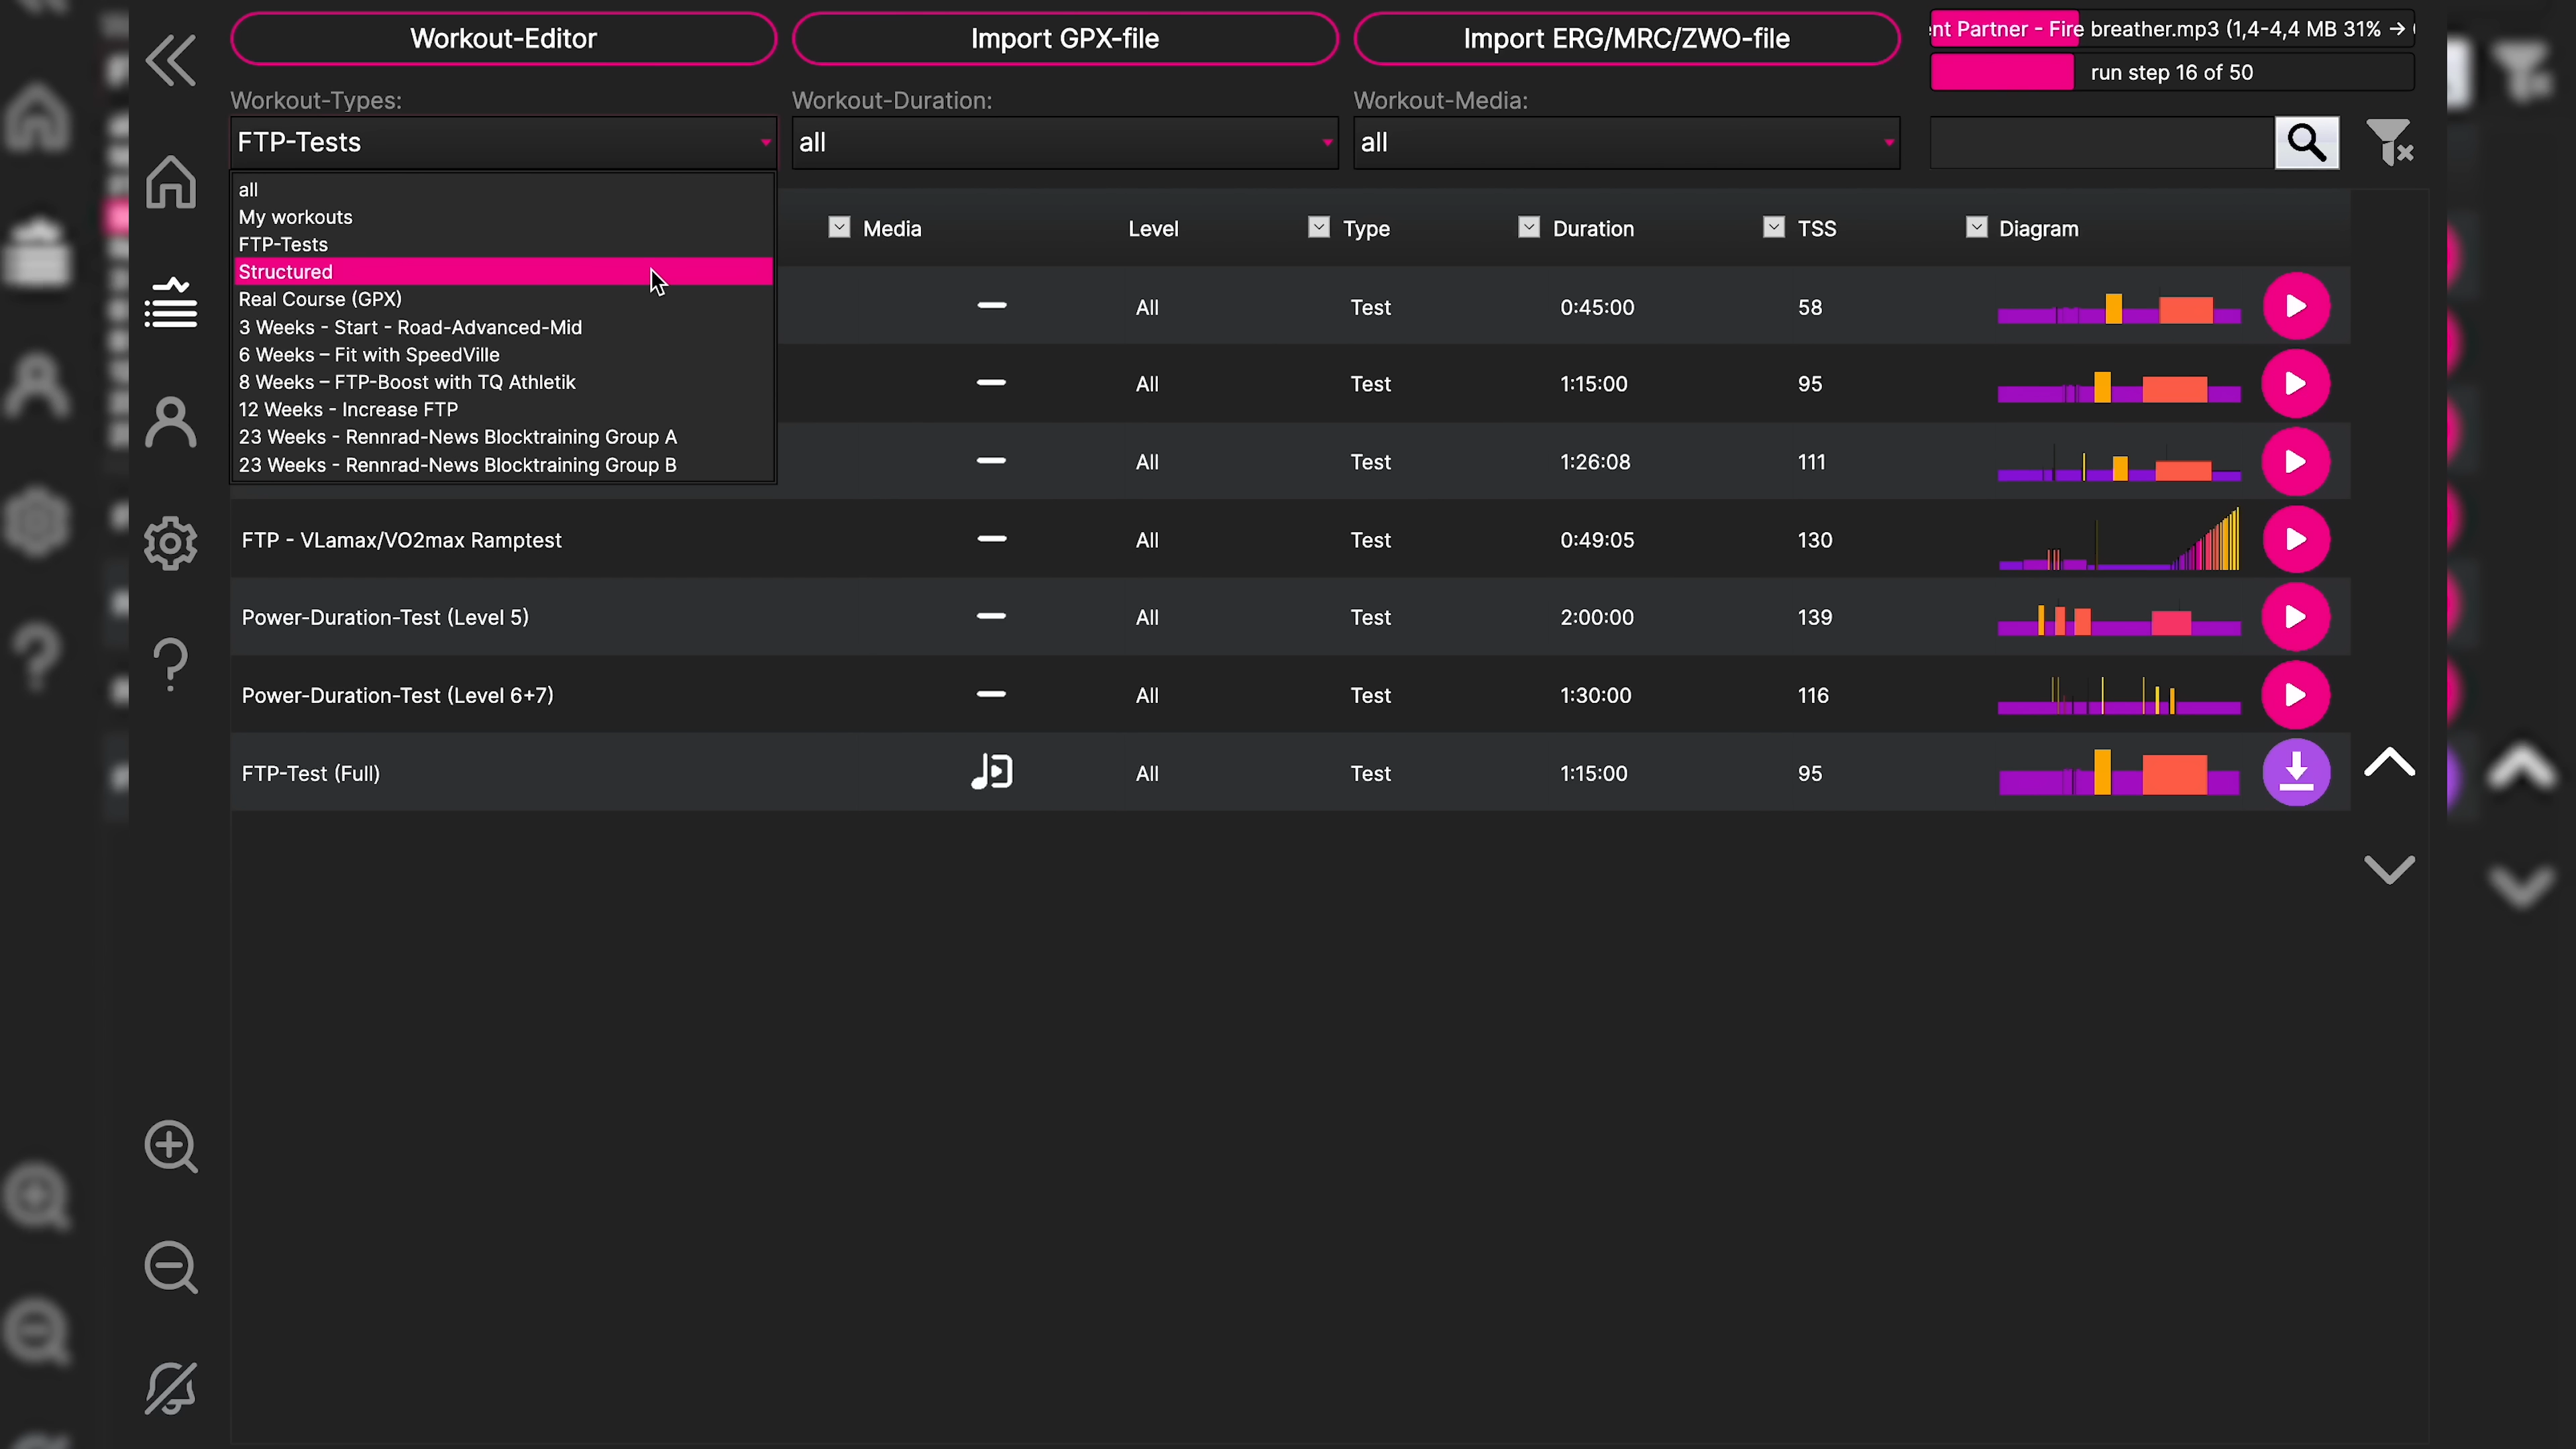 Workout-Editor
Import GPX-file
Import ERG/MRC/ZWO-file
nt Partner - Fire breather.mp3 (1,4-4,4 MB 31% →
run step 16 of 50
Workout-Types:
Workout-Duration:
Workout-Media:
FTP-Tests
all
all
all
My workouts
FTP-Tests
Structured
Real Course (GPX)
3 Weeks - Start - Road-Advanced-Mid
6 Weeks – Fit with SpeedVille
8 Weeks – FTP-Boost with TQ Athletik
12 Weeks - Increase FTP
23 Weeks - Rennrad-News Blocktraining Group A
23 Weeks - Rennrad-News Blocktraining Group B
Media Level Type Duration TSS Diagram
All Test 0:45:00 58
All Test 1:15:00 95
All Test 1:26:08 111
FTP - VLamax/VO2max Ramptest All Test 0:49:05 130
Power-Duration-Test (Level 5) All Test 2:00:00 139
Power-Duration-Test (Level 6+7) All Test 1:30:00 116
FTP-Test (Full) All Test 1:15:00 95